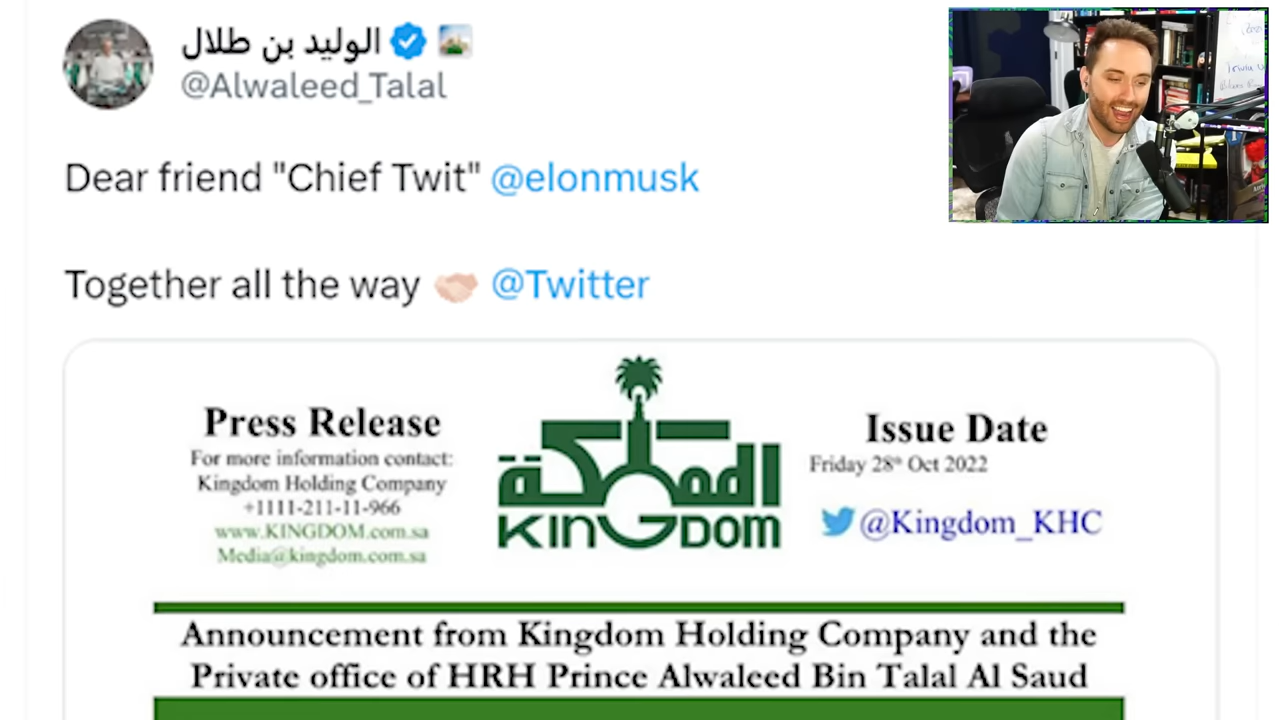 الوليد بن طلال
@Alwaleed_Talal
Dear friend "Chief Twit" @elonmusk
Together all the way @Twitter
Press Release
For more information contact:
Kingdom Holding Company
+1111-211-11-966
www.KINGDOM.com.sa
Media@kingdom.com.sa
المملكة
KINGDOM
Issue Date
Friday 28th Oct 2022
@Kingdom_KHC
Announcement from Kingdom Holding Company and the
Private office of HRH Prince Alwaleed Bin Talal Al Saud